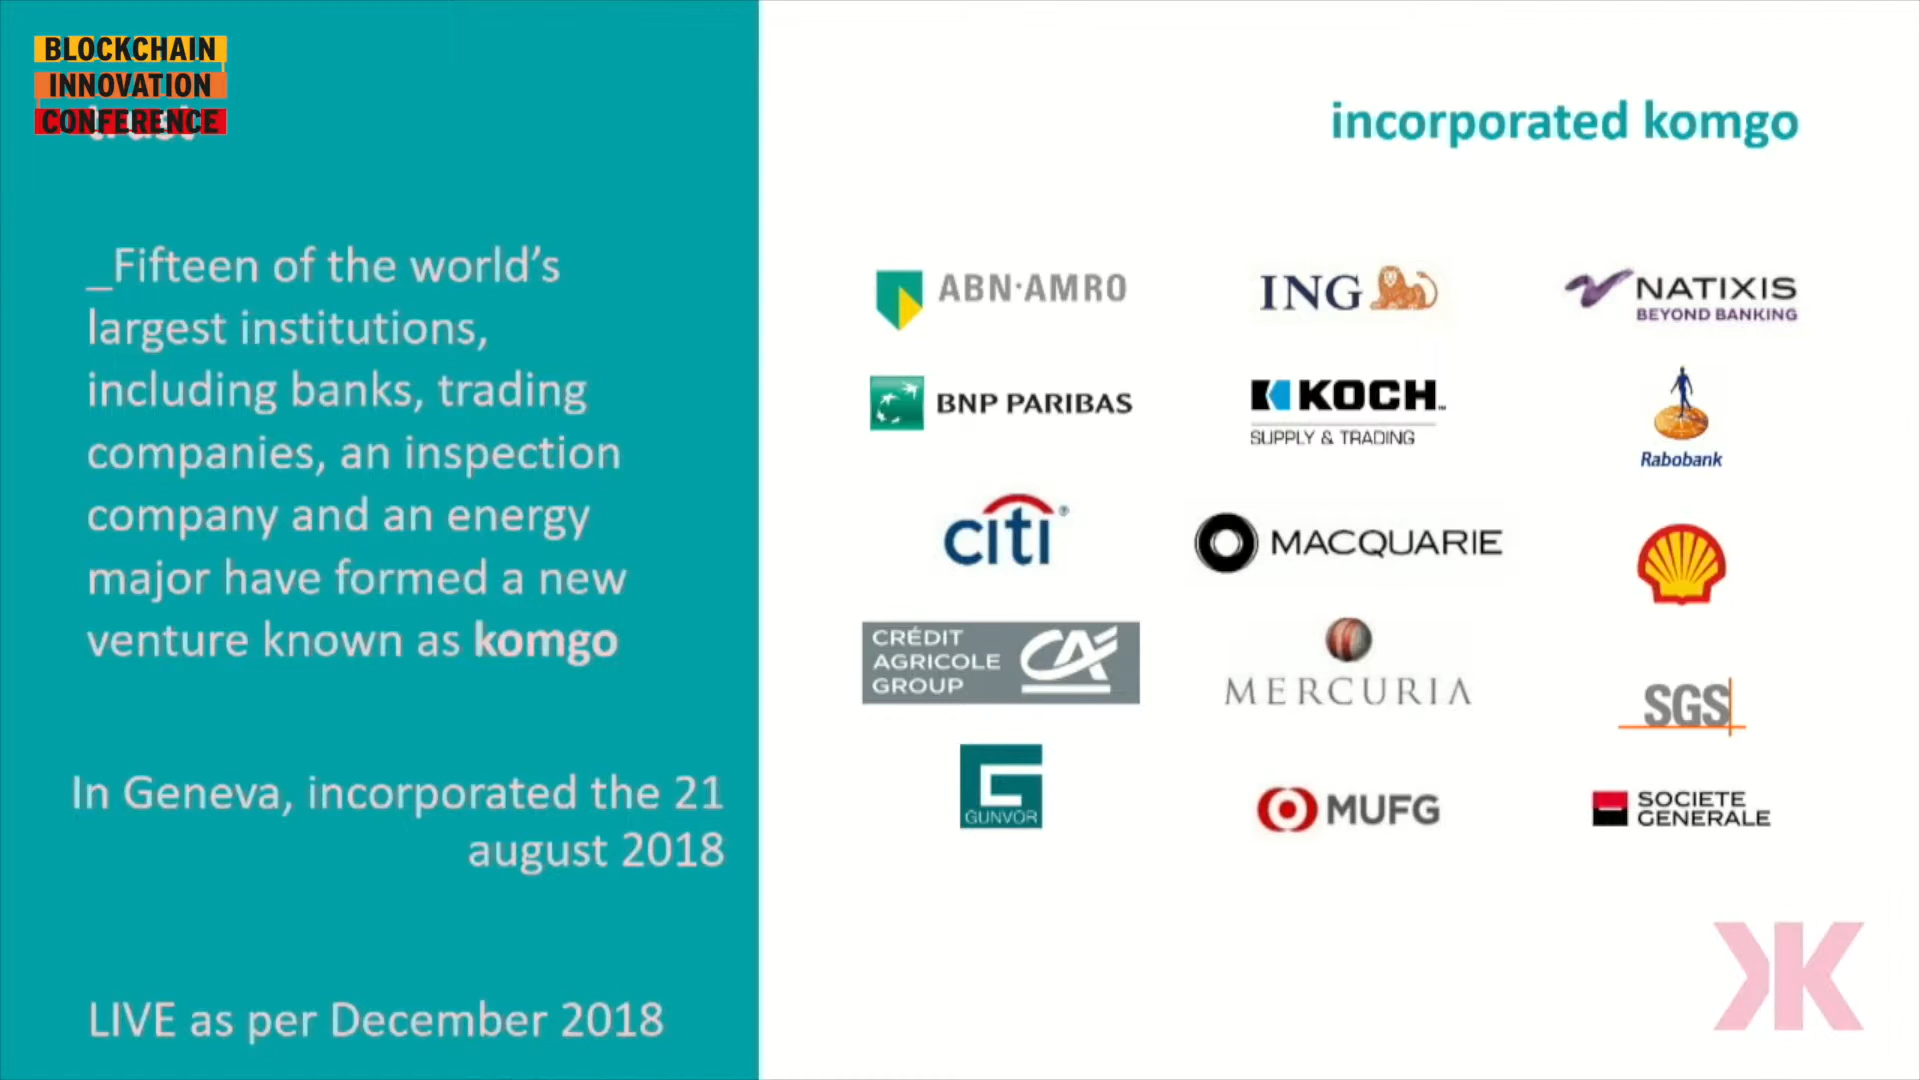 BLOCKCHAIN
INNOVATION
CONFERENCE
trust
_Fifteen of the world's
largest institutions,
including banks, trading
companies, an inspection
company and an energy
major have formed a new
venture known as komgo
In Geneva, incorporated the 21
august 2018
LIVE as per December 2018
incorporated komgo
ABN·AMRO
ING
NATIXIS
BEYOND BANKING
BNP PARIBAS
KOCH™
SUPPLY & TRADING
Rabobank
citi®
MACQUARIE
CRÉDIT
AGRICOLE
GROUP
MERCURIA
SGS
GUNVOR
MUFG
SOCIETE
GENERALE